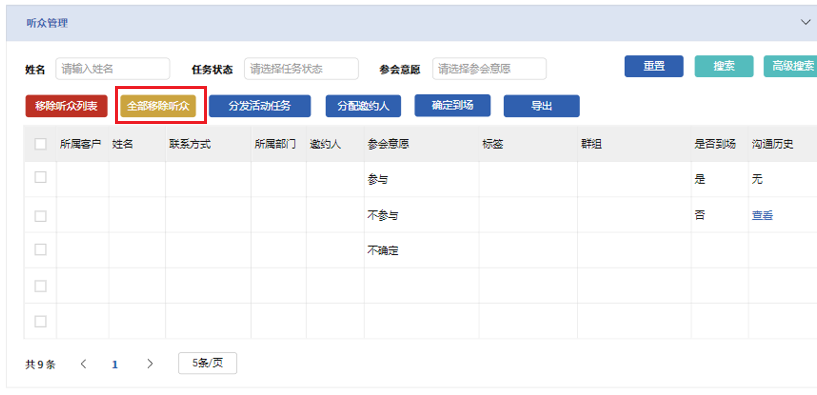 听众管理
姓名 请输入姓名 任务状态 请选择任务状态 参会意愿 请选择参会意愿 重置 搜索 高级搜索
移除听众列表 全部移除听众 分发活动任务 分配邀约人 确定到场 导出
所属客户 姓名 联系方式 所属部门 邀约人 参会意愿 标签 群组 是否到场 沟通历史
参与 是 无
不参与 否 查看
不确定
共 9 条 1 5条/页